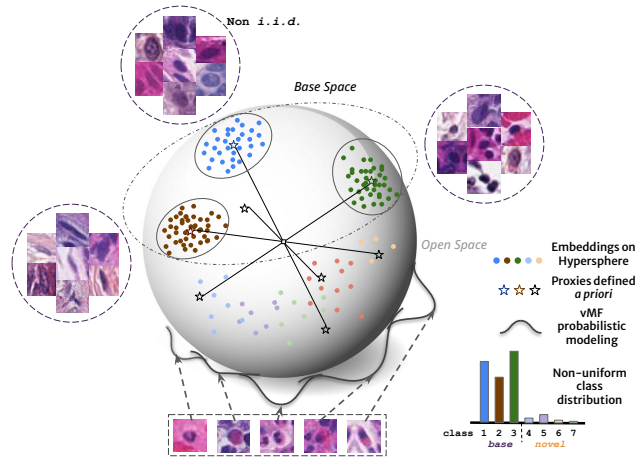 Non i.i.d.
Base Space
Open Space
Embeddings on
Hypersphere
Proxies defined
a priori
vMF
probabilistic
modeling
Non-uniform
class
distribution
class 1 2 3 4 5 6 7
base novel